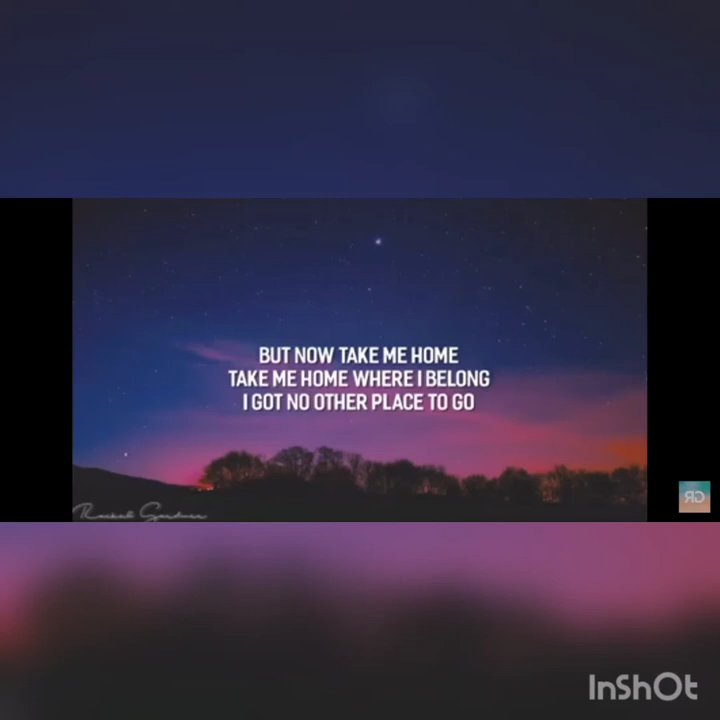 BUT NOW TAKE ME HOME
TAKE ME HOME WHERE I BELONG
I GOT NO OTHER PLACE TO GO
InShOt